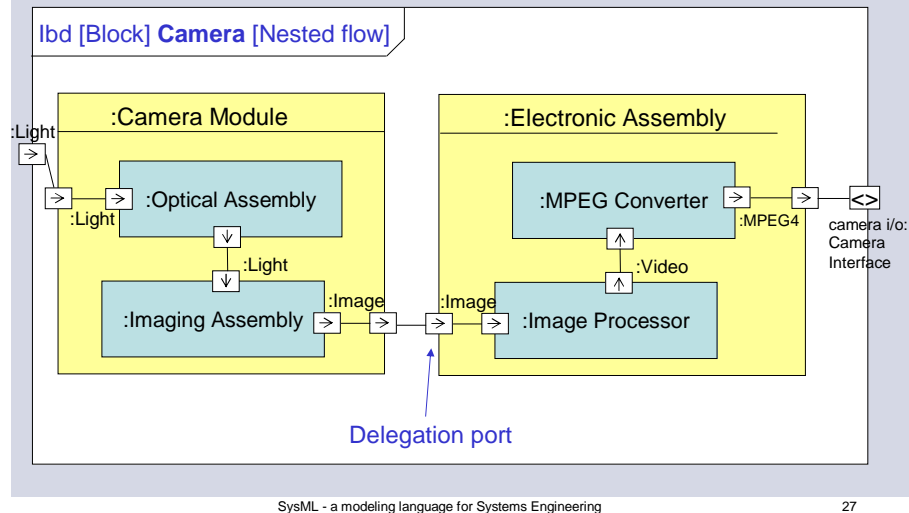 Ibd [Block] Camera [Nested flow]
:Camera Module
:Electronic Assembly
:Light
:Optical Assembly
:Light
:MPEG Converter
<>
:MPEG4
camera i/o:
Camera
Interface
:Light
:Video
:Image
:Image
:Imaging Assembly
:Image Processor
Delegation port
SysML - a modeling language for Systems Engineering
27